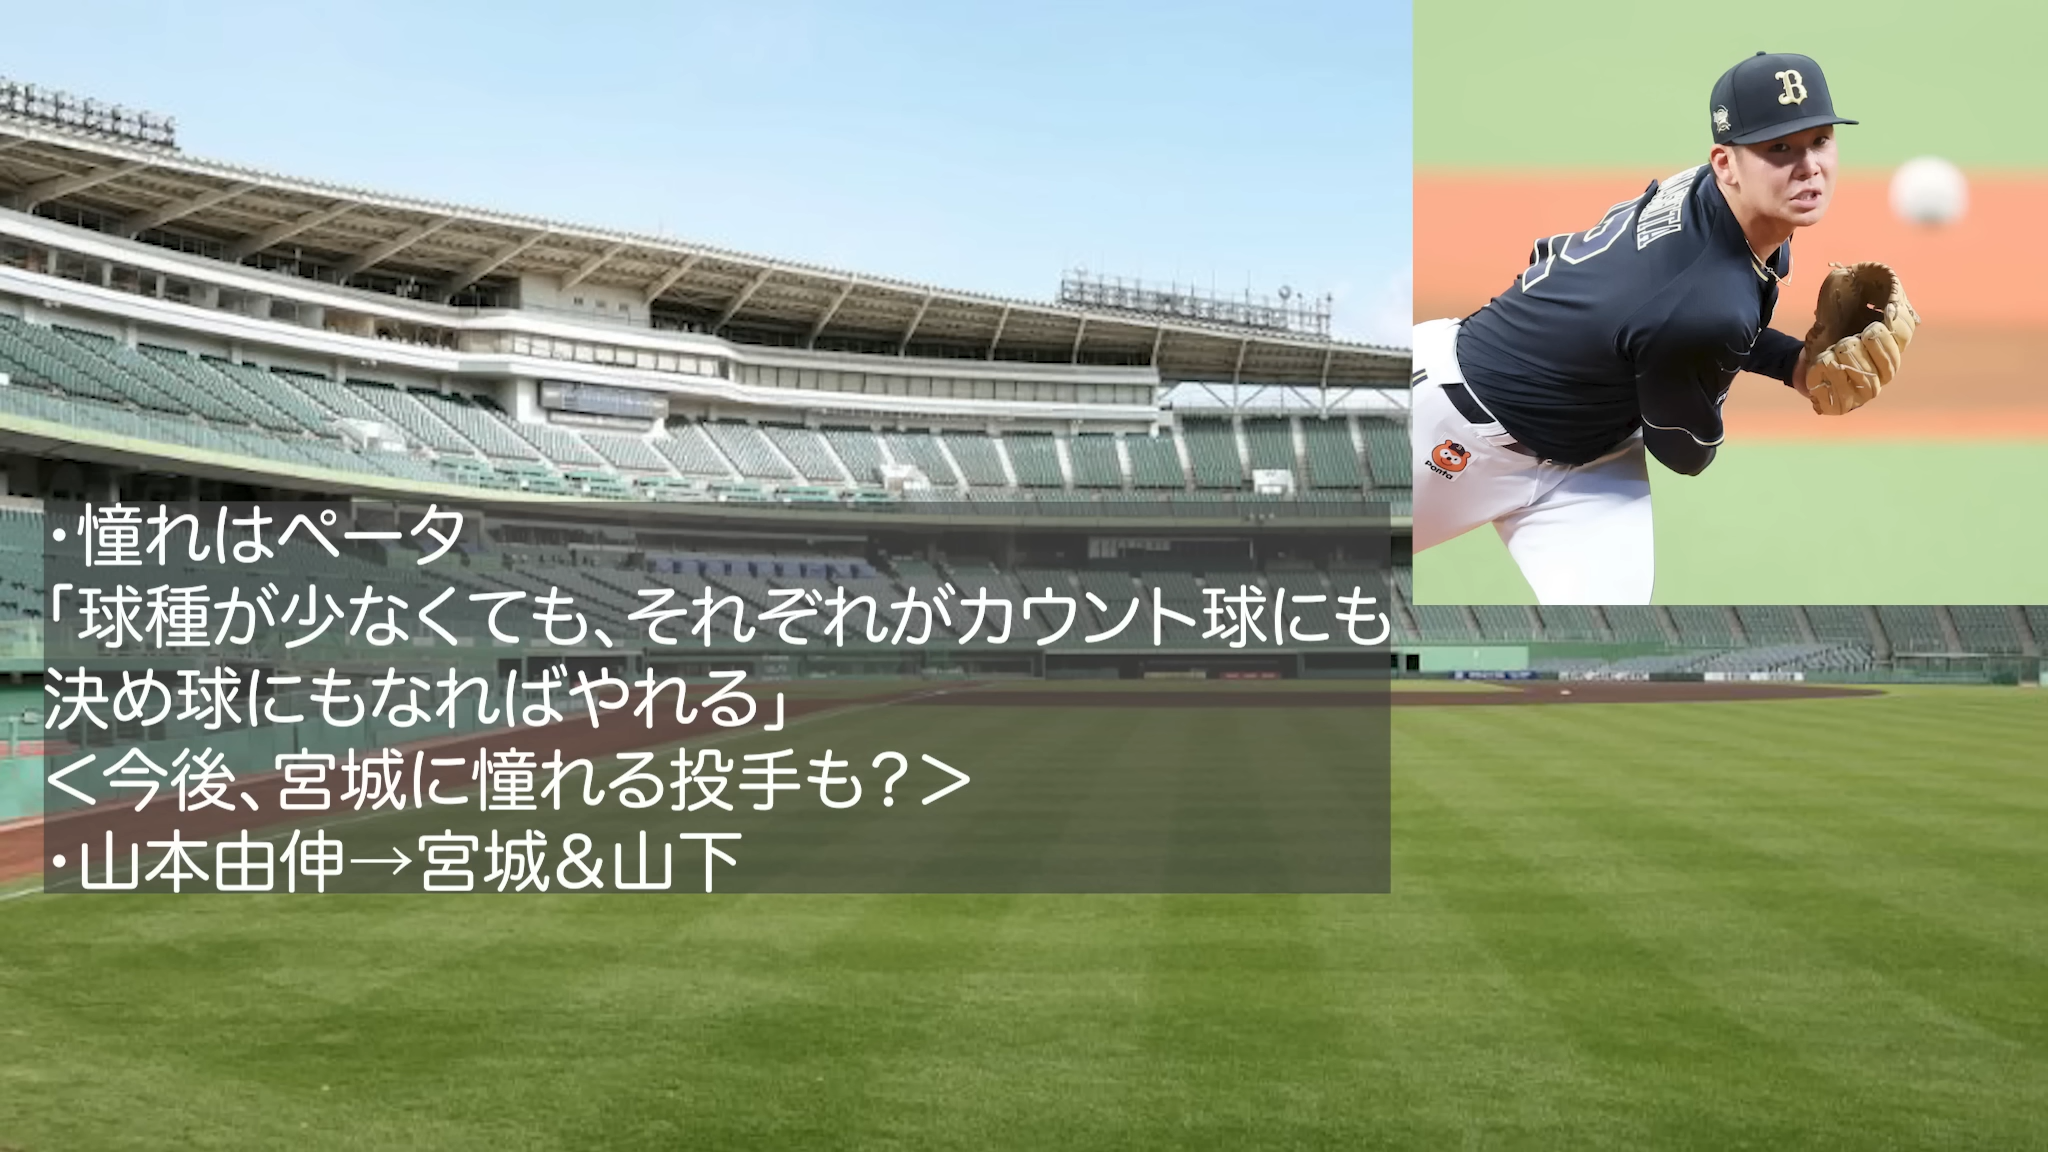 ・憧れはペータ
「球種が少なくても、それぞれがカウント球にも
決め球にもなればやれる」
＜今後、宮城に憧れる投手も？＞
・山本由伸→宮城＆山下
B
Ponta